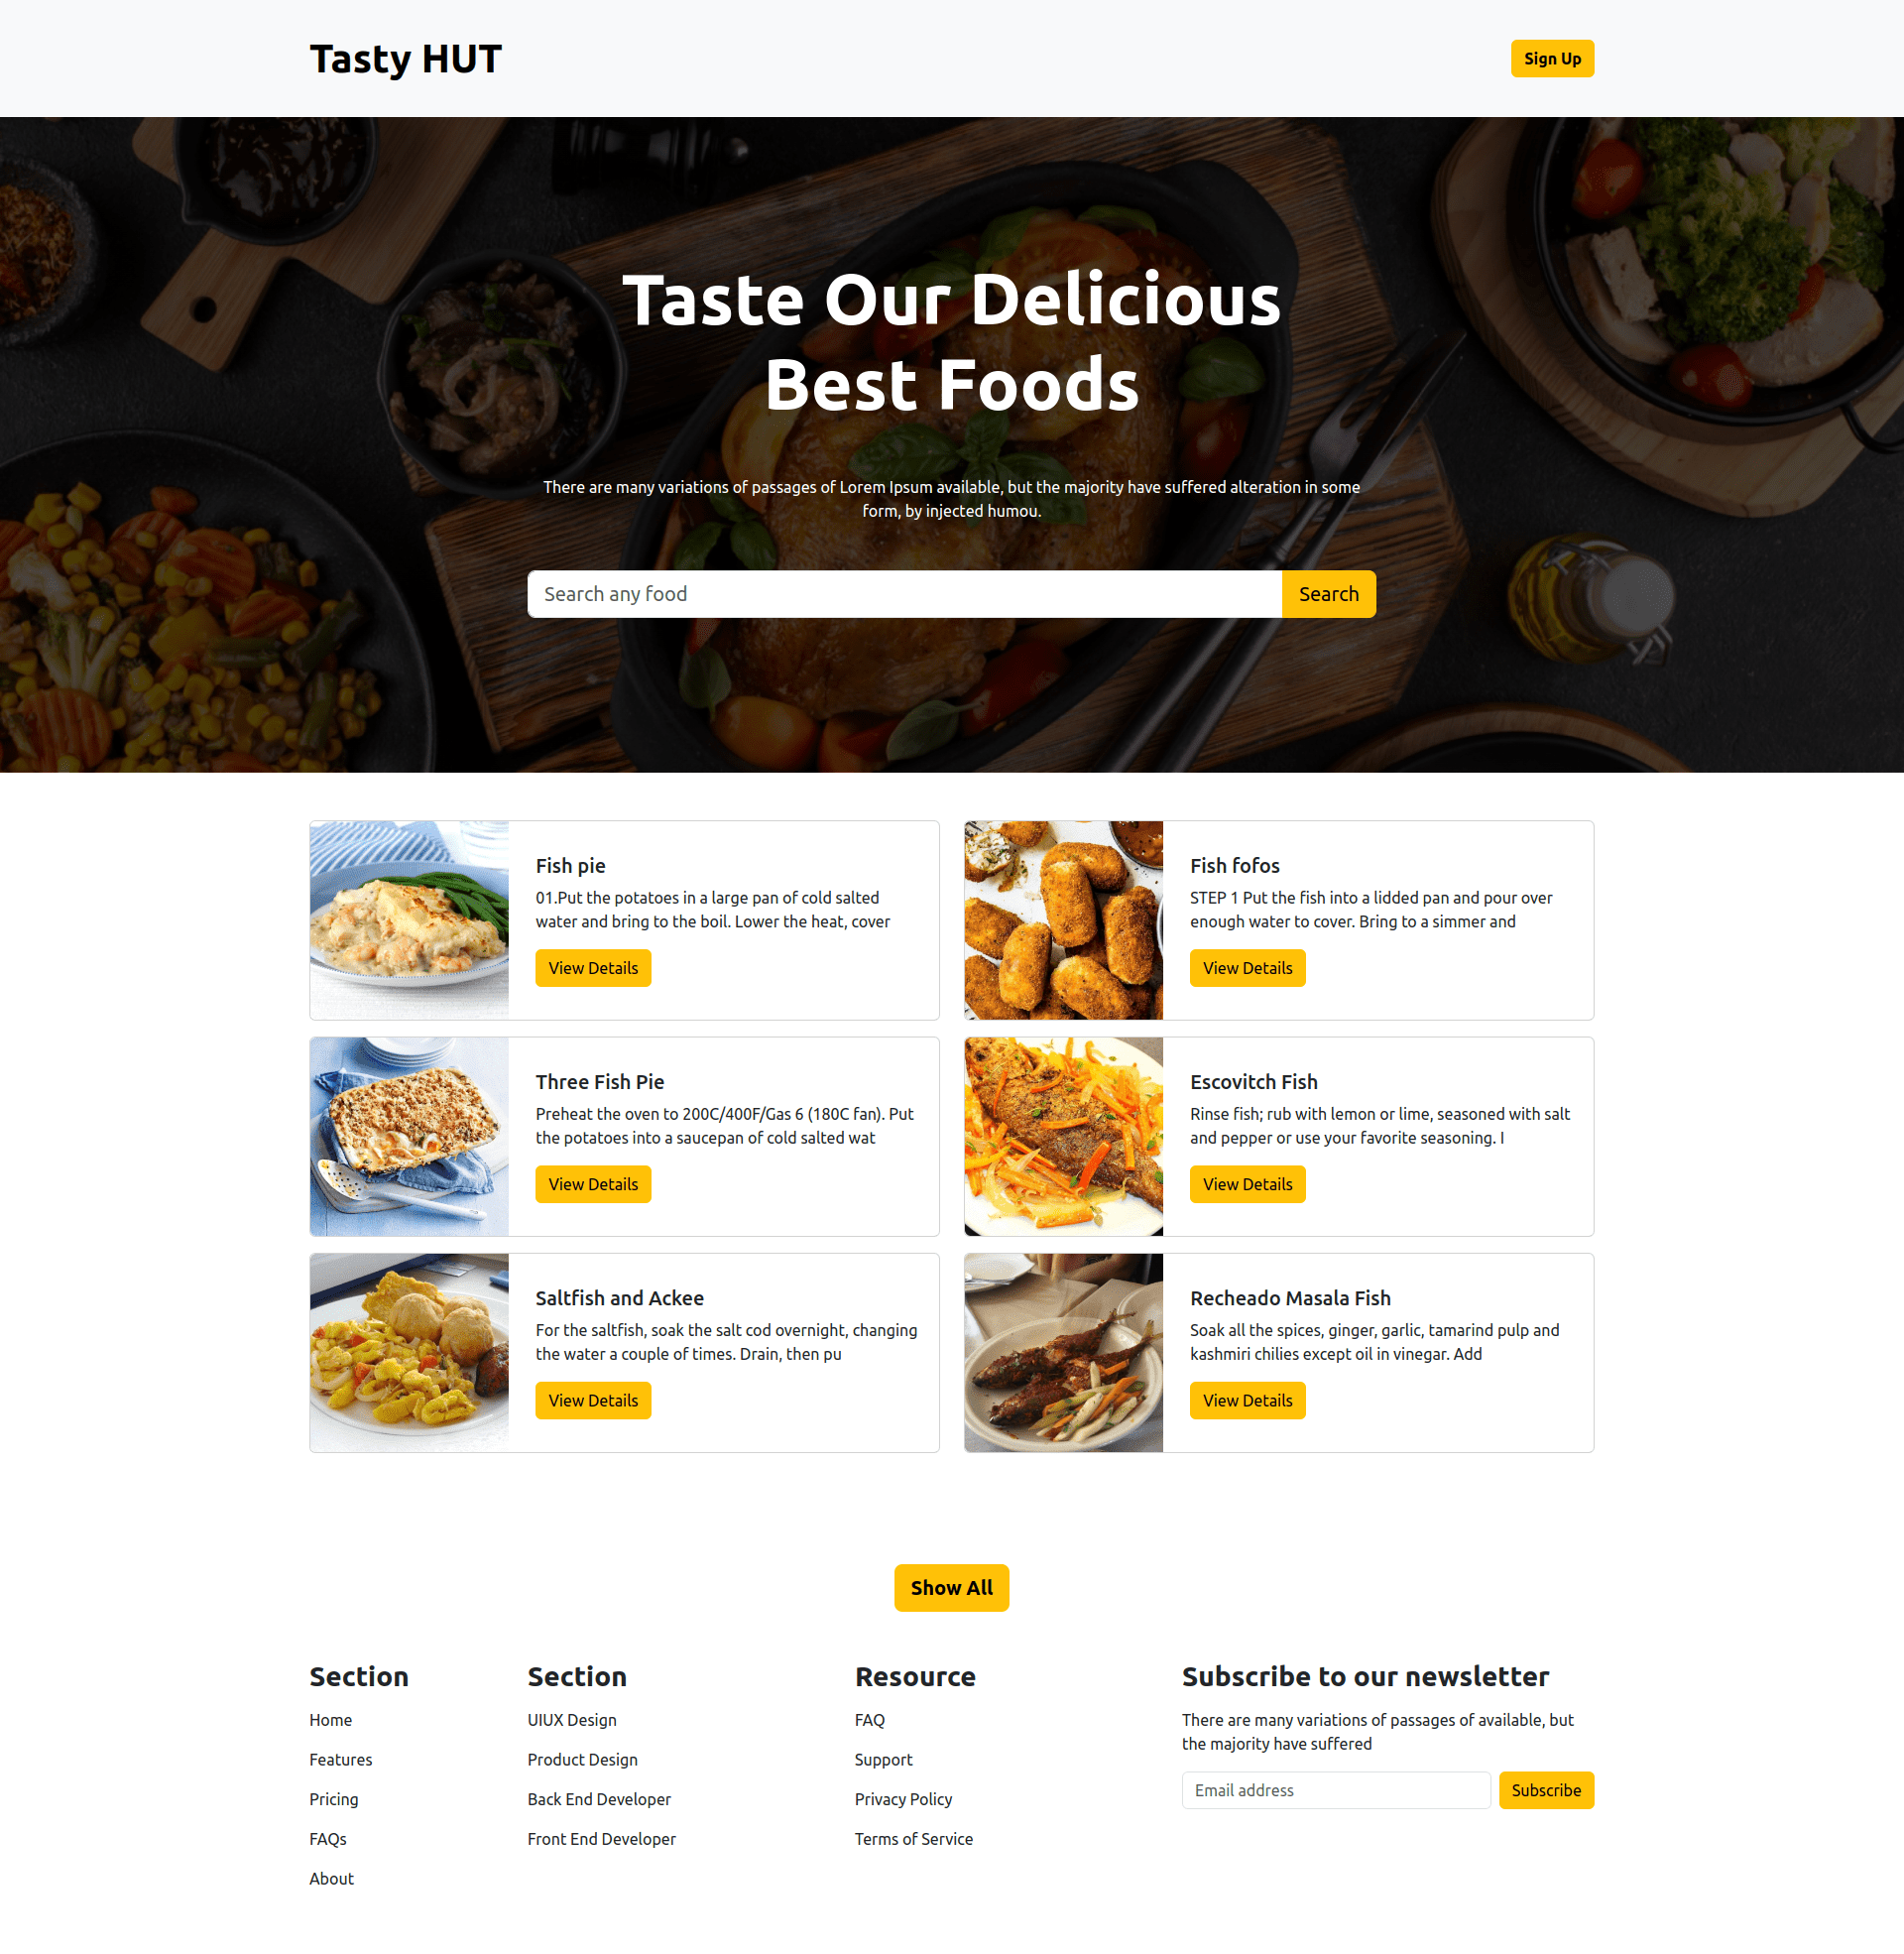 Tasty HUT
Sign Up
Taste Our Delicious
Best Foods
There are many variations of passages of Lorem Ipsum available, but the majority have suffered alteration in some
form, by injected humou.
Search any food
Search
Fish pie
01.Put the potatoes in a large pan of cold salted
water and bring to the boil. Lower the heat, cover
View Details
Fish fofos
STEP 1 Put the fish into a lidded pan and pour over
enough water to cover. Bring to a simmer and
View Details
Three Fish Pie
Preheat the oven to 200C/400F/Gas 6 (180C fan). Put
the potatoes into a saucepan of cold salted wat
View Details
Escovitch Fish
Rinse fish; rub with lemon or lime, seasoned with salt
and pepper or use your favorite seasoning. I
View Details
Saltfish and Ackee
For the saltfish, soak the salt cod overnight, changing
the water a couple of times. Drain, then pu
View Details
Recheado Masala Fish
Soak all the spices, ginger, garlic, tamarind pulp and
kashmiri chilies except oil in vinegar. Add
View Details
Show All
Section
Home
Features
Pricing
FAQs
About
Section
UIUX Design
Product Design
Back End Developer
Front End Developer
Resource
FAQ
Support
Privacy Policy
Terms of Service
Subscribe to our newsletter
There are many variations of passages of available, but
the majority have suffered
Email address
Subscribe